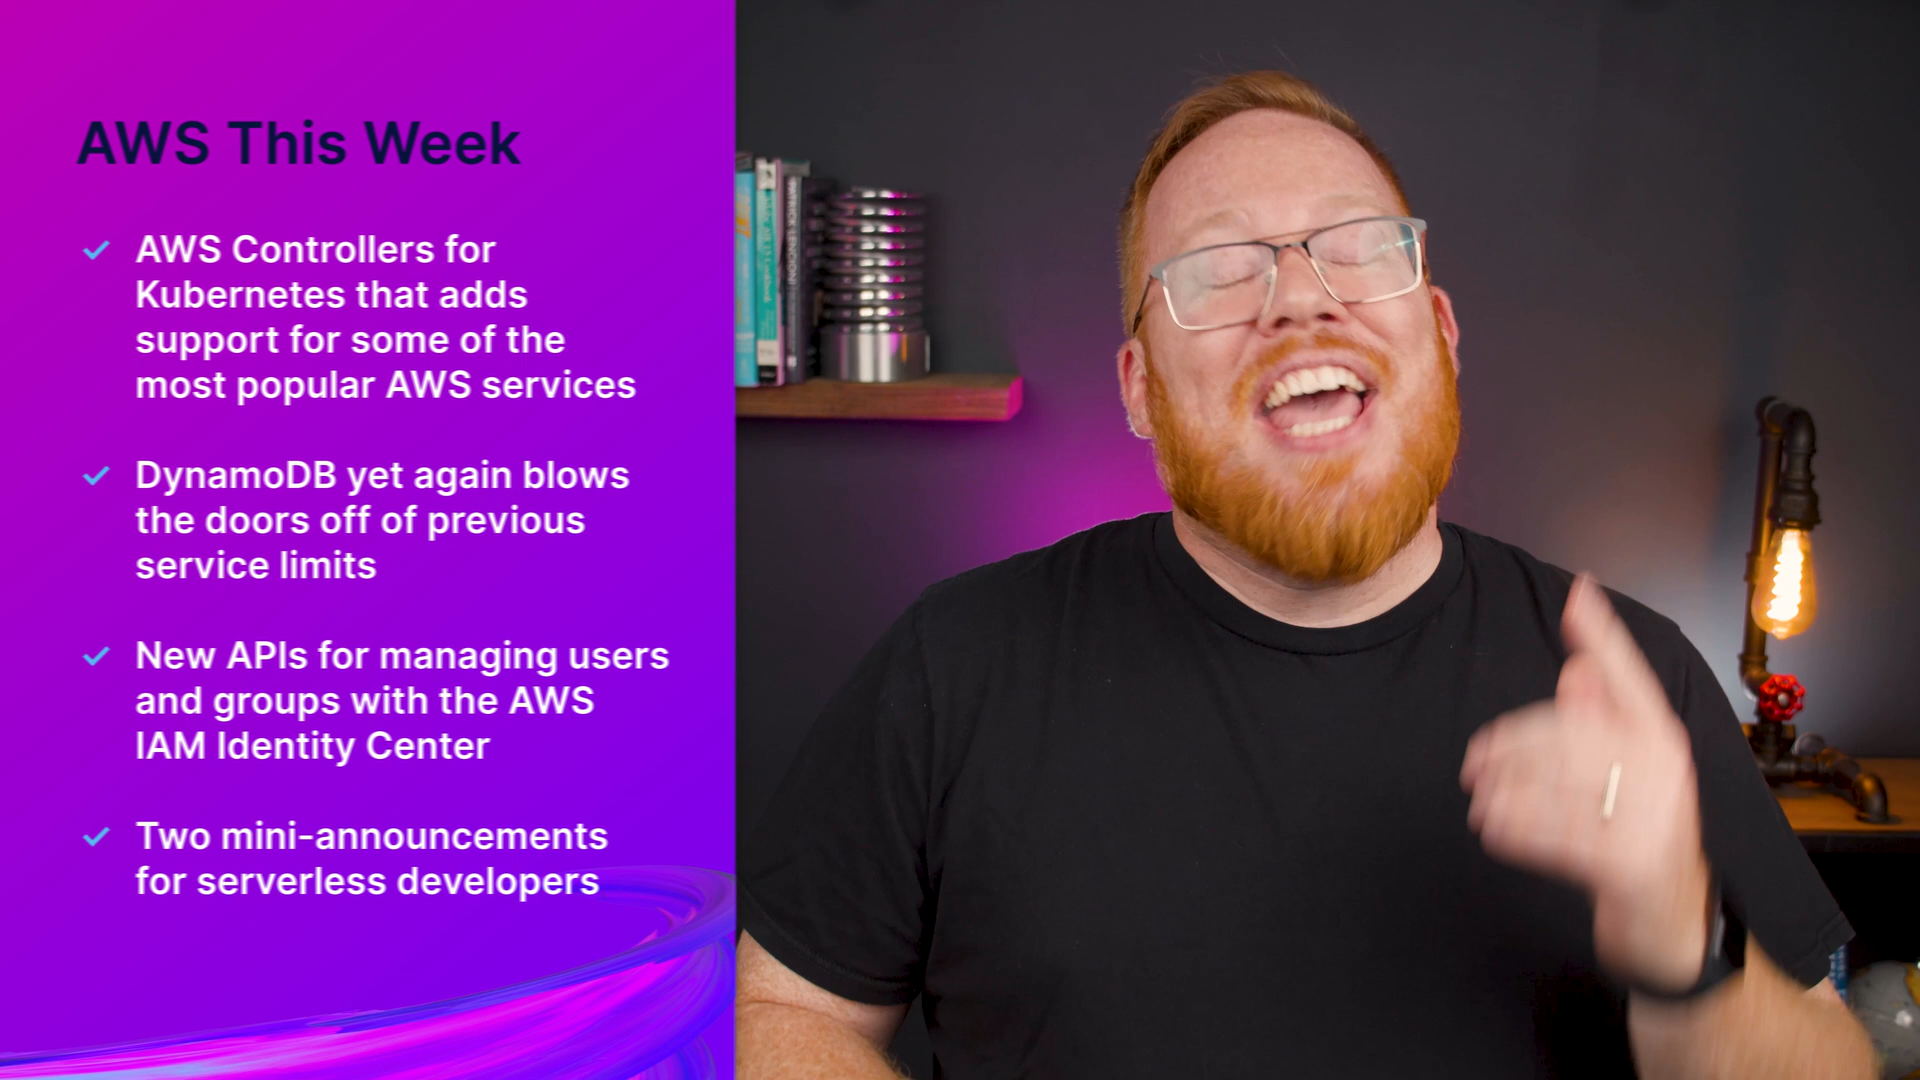 AWS This Week
AWS Controllers for
Kubernetes that adds
support for some of the
most popular AWS services
DynamoDB yet again blows
the doors off of previous
service limits
New APIs for managing users
and groups with the AWS
IAM Identity Center
Two mini-announcements
for serverless developers
PATRICK LENCIONI